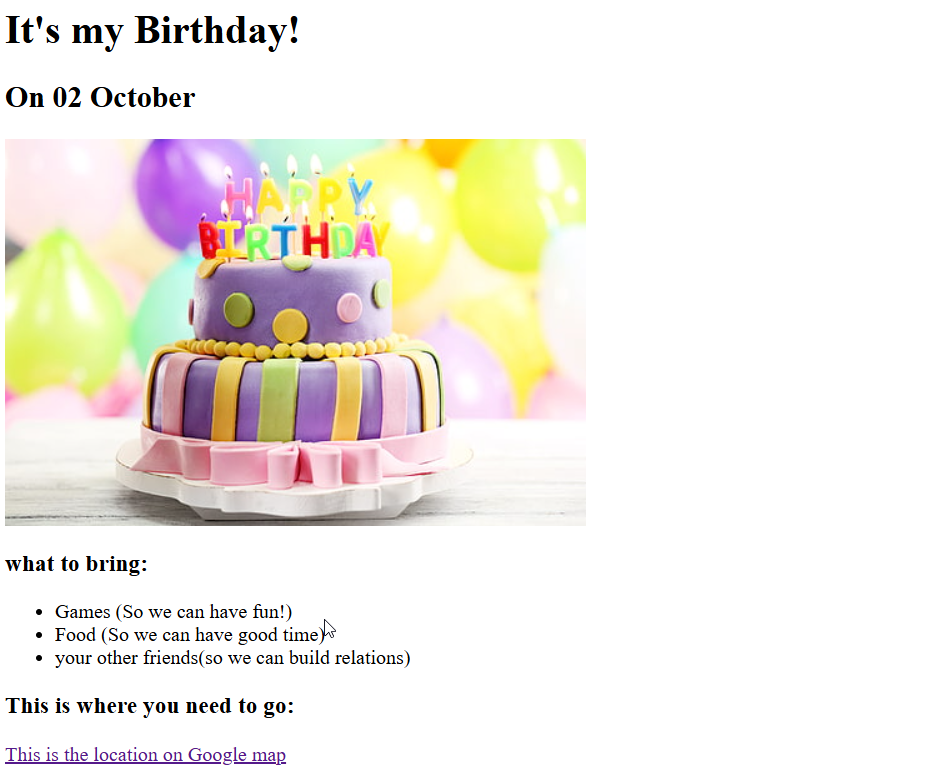 It's my Birthday!
On 02 October
HAPPY
BIRTHDAY
what to bring:
Games (So we can have fun!)
Food (So we can have good time)
your other friends(so we can build relations)
This is where you need to go:
This is the location on Google map